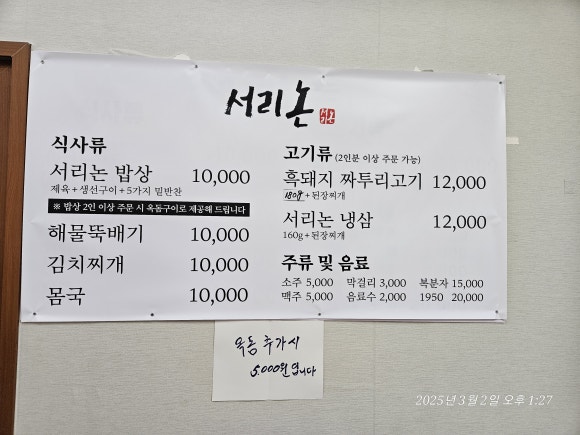 서리논
식사류
서리논 밥상 10,000
제육 + 생선구이 + 5가지 밑반찬
※ 밥상 2인 이상 주문 시 옥돔구이로 제공해 드립니다
해물뚝배기 10,000
김치찌개 10,000
몸국 10,000
고기류 (2인분 이상 주문 가능)
흑돼지 짜투리고기 12,000
180g + 된장찌개
서리논 냉삼 12,000
160g + 된장찌개
주류 및 음료
소주 5,000 막걸리 3,000 복분자 15,000
맥주 5,000 음료수 2,000 1950 20,000
옥돔 추가시
5.000원입니다
2025년 3월 2일 오후 1:27